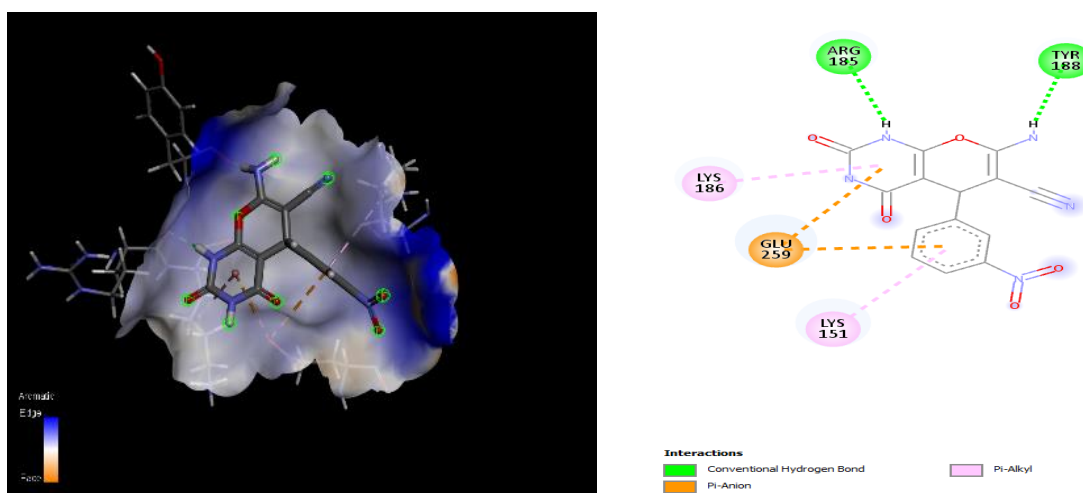 Aromatic
Edge
Face
ARG
185
TYR
188
H
H
O
N
O
N
LYS
186
N
O
N
GLU
259
N
O
O
LYS
151
Interactions
Conventional Hydrogen Bond
Pi-Anion
Pi-Alkyl